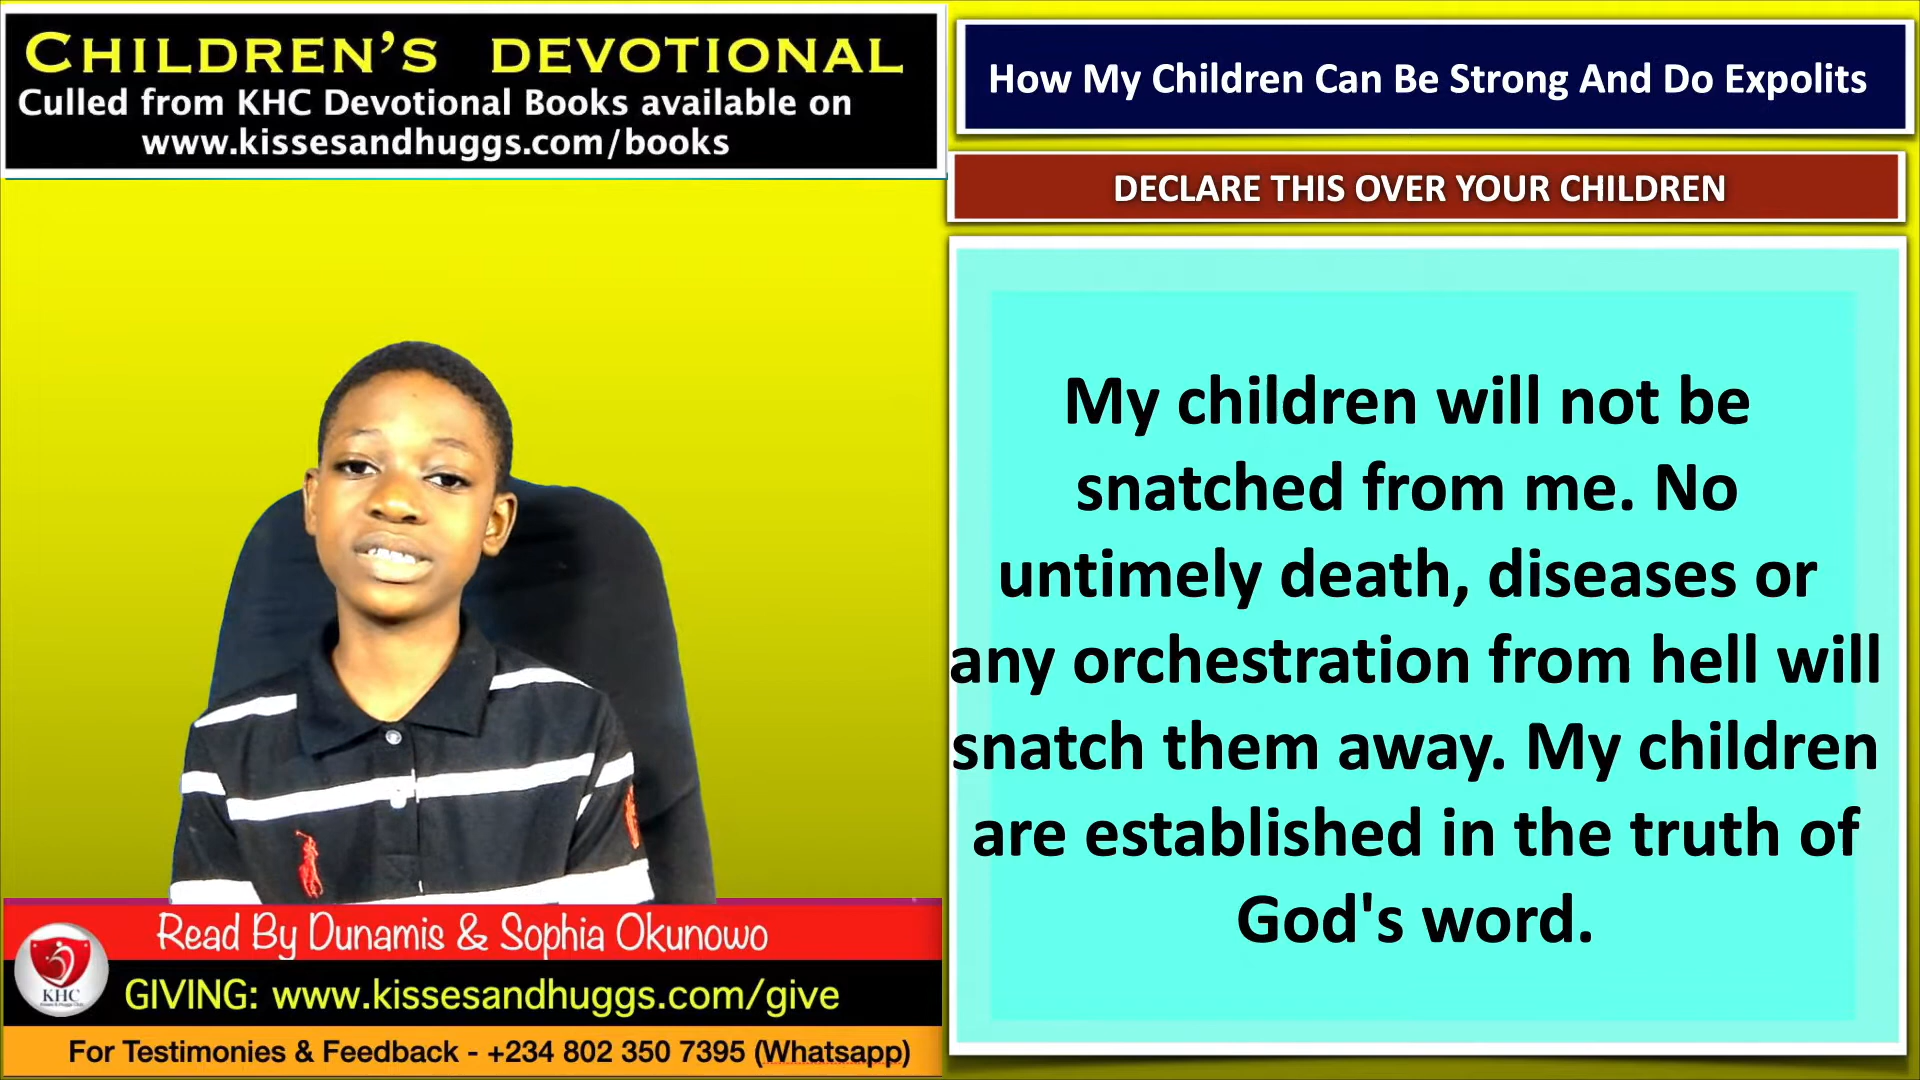 CHILDREN'S DEVOTIONAL
Culled from KHC Devotional Books available on
www.kissesandhuggs.com/books
How My Children Can Be Strong And Do Expolits
DECLARE THIS OVER YOUR CHILDREN
My children will not be
snatched from me. No
untimely death, diseases or
any orchestration from hell will
snatch them away. My children
are established in the truth of
God's word.
Read By Dunamis & Sophia Okunowo
KHC
GIVING: www.kissesandhuggs.com/give
For Testimonies & Feedback - +234 802 350 7395 (Whatsapp)